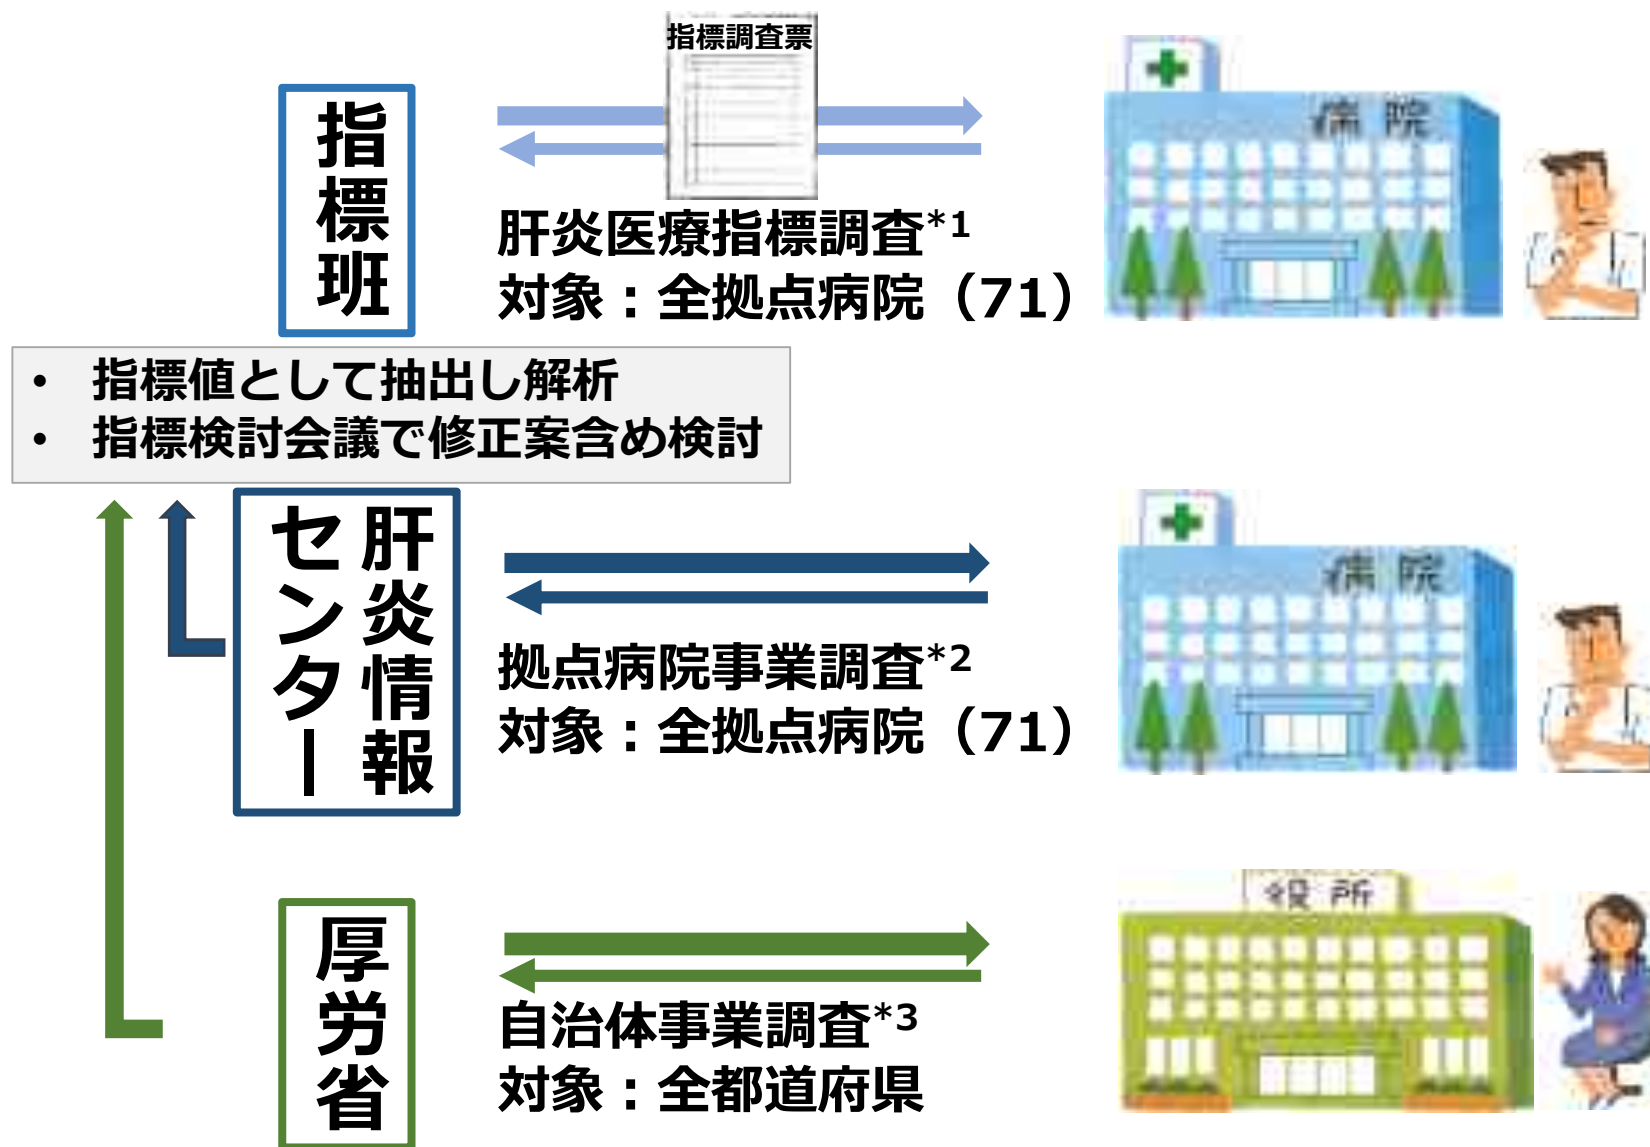 指標調査票
指標班
病院
肝炎医療指標調査*1
対象：全拠点病院（71）
• 指標値として抽出し解析
• 指標検討会議で修正案含め検討
肝炎情報
センター
病院
拠点病院事業調査*2
対象：全拠点病院（71）
厚労省
役所
自治体事業調査*3
対象：全都道府県